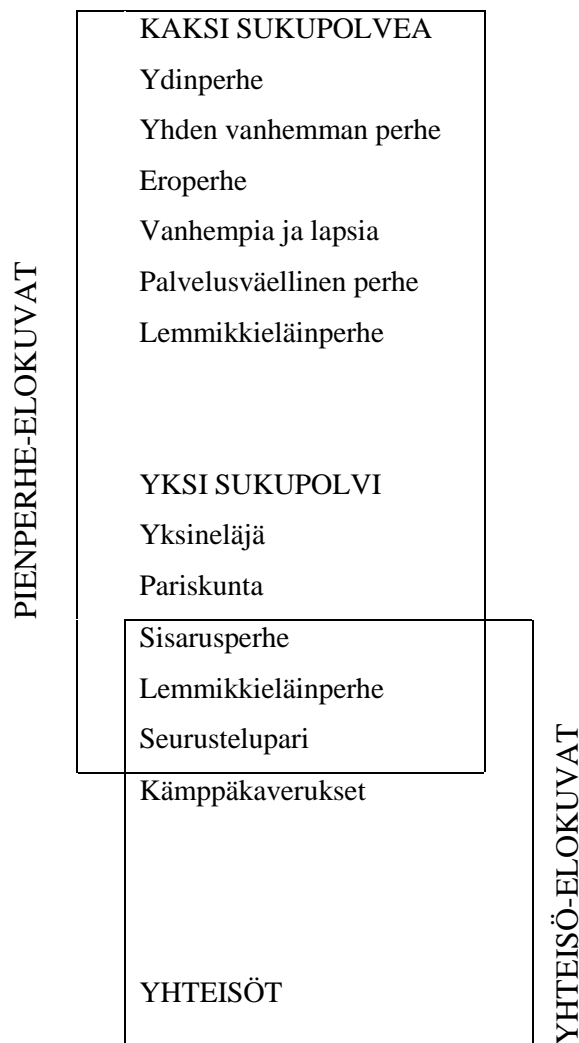 KAKSI SUKUPOLVEA
Ydinperhe
Yhden vanhemman perhe
Eroperhe
Vanhempia ja lapsia
Palvelusväellinen perhe
Lemmikkieläinperhe
PIENPERHE-ELOKUVAT
YKSI SUKUPOLVI
Yksineläjä
Pariskunta
Sisarusperhe
Lemmikkieläinperhe
Seurustelupari
Kämppäkaverukset
YHTEISÖ-ELOKUVAT
YHTEISÖT